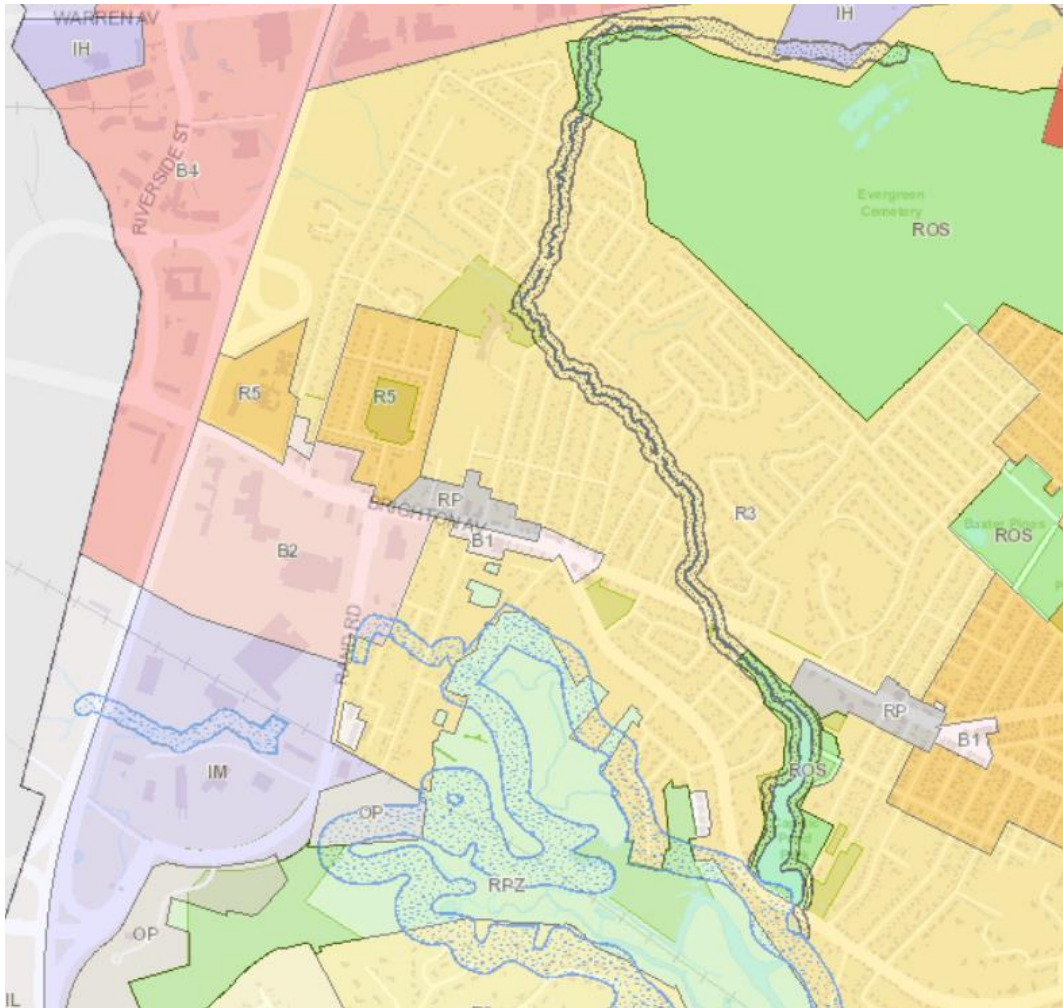 WARREN AV
IH
IH
RIVERSIDE ST
B4
Evergreen
Cemetery
ROS
R5
R5
RP
BRIGHTON AV
B1
B2
R3
Baxter Pines
ROS
RAND RD
RP
B1
IM
ROS
OP
RPZ
OP
IL